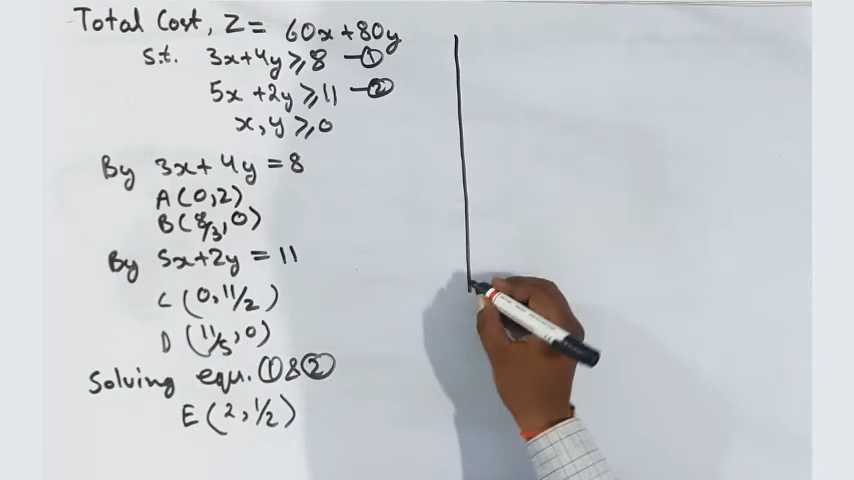 Total Cost, Z = 60x+80y
S.t. 3x+4y ≥ 8 —①
5x +2y ≥ 11 —②
x, y ≥ 0
By 3x+4y = 8
A (0,2)
B (8/3, 0)
By 5x+2y = 11
C (0, 11/2)
D (11/5, 0)
Solving equ. ① & ②
E (2, 1/2)